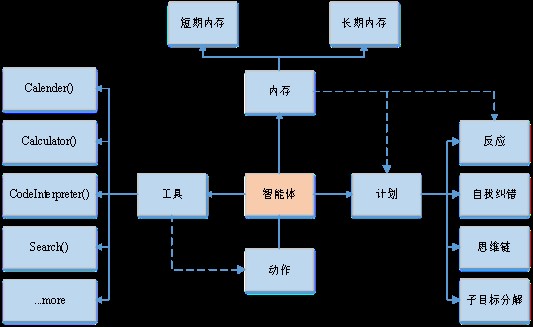 短期内存
长期内存
Calender()
内存
Calculator()
反应
CodeInterpreter()
工具
智能体
计划
自我纠错
Search()
动作
思维链
...more
子目标分解